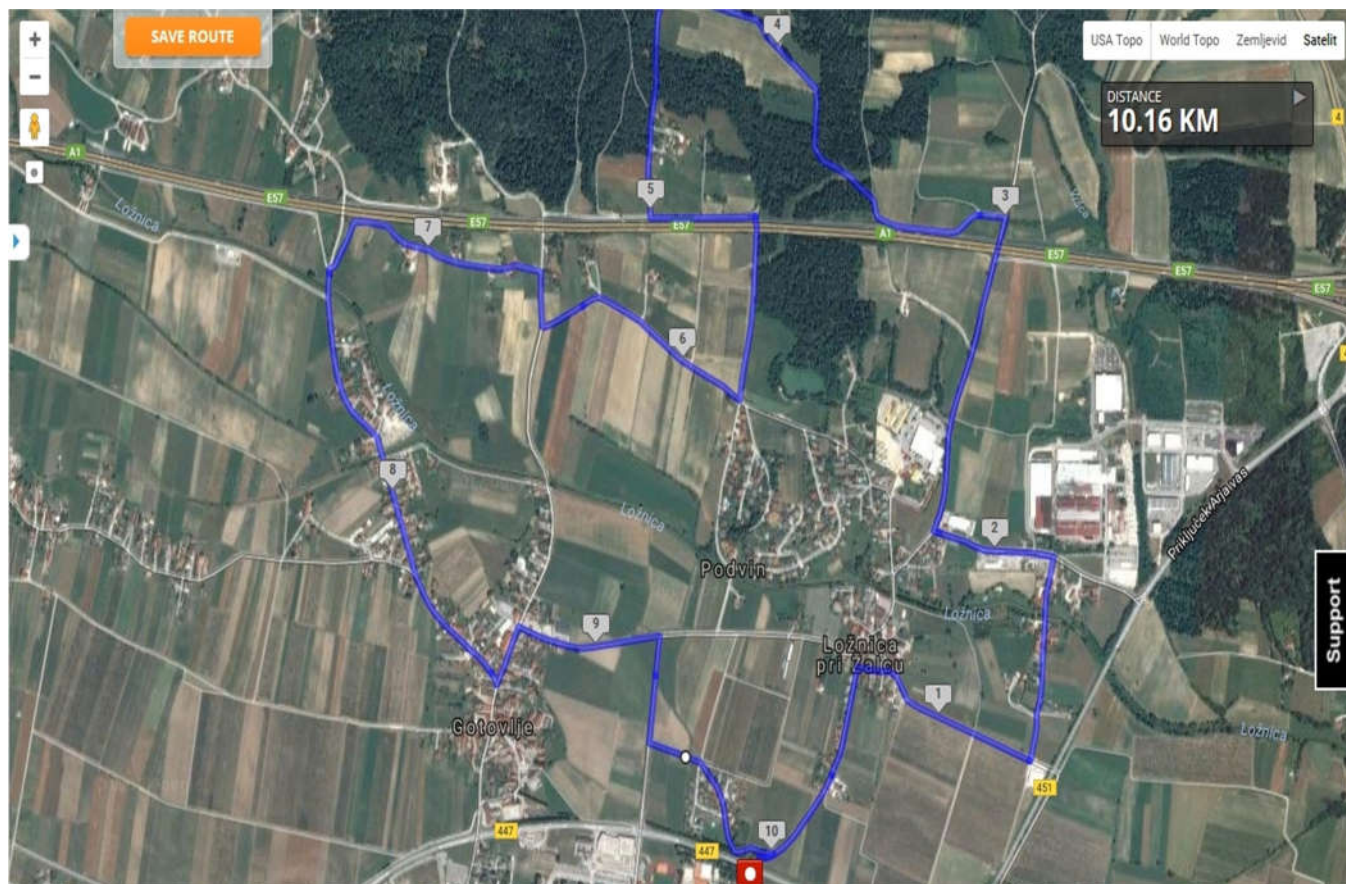 +
SAVE ROUTE
4
USA Topo
World Topo
Zemljevid
Satelit
−
DISTANCE
10.16 KM
4
A1
E57
5
3
Ložnica
7
E57
E57
A1
E57
E57
E57
6
Ložnica
8
Priključek Arja vas
Ložnica
2
Podvin
Support
Ložnica
9
Ložnica
pri Žalcu
1
Gotovlje
Ložnica
451
447
447
10